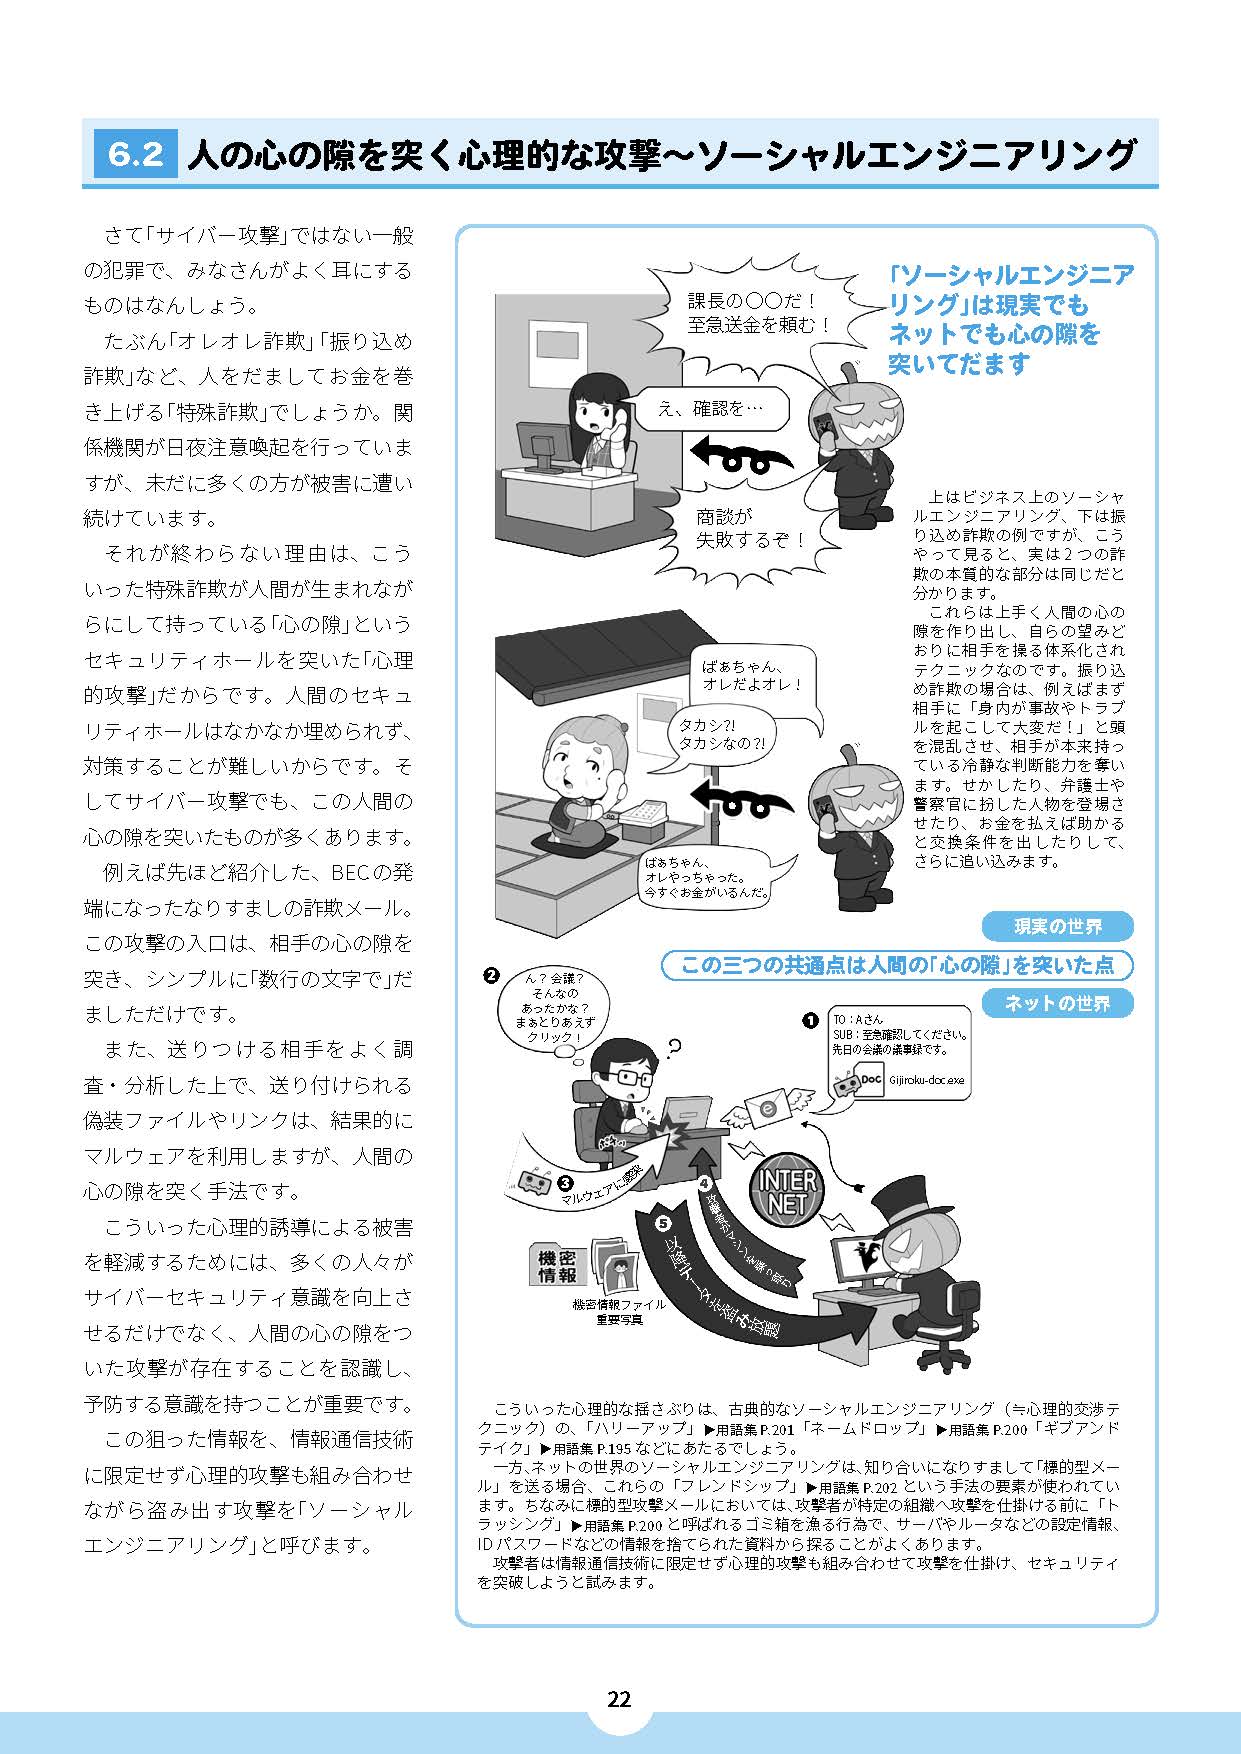 6.2 人の心の隙を突く心理的な攻撃〜ソーシャルエンジニアリング
さて「サイバー攻撃」ではない一般
の犯罪で、みなさんがよく耳にする
ものはなんしょう。
たぶん「オレオレ詐欺」「振り込め
詐欺」など、人をだましてお金を巻
き上げる「特殊詐欺」でしょうか。関
係機関が日夜注意喚起を行っていま
すが、未だに多くの方が被害に遭い
続けています。
それが終わらない理由は、こう
いった特殊詐欺が人間が生まれなが
らにして持っている「心の隙」という
セキュリティホールを突いた「心理
的攻撃」だからです。人間のセキュ
リティホールはなかなか埋められず、
対策することが難しいからです。そ
してサイバー攻撃でも、この人間の
心の隙を突いたものが多くあります。
例えば先ほど紹介した、BECの発
端になったなりすましの詐欺メール。
この攻撃の入口は、相手の心の隙を
突き、シンプルに「数行の文字で」だ
ましただけです。
また、送りつける相手をよく調
査・分析した上で、送り付けられる
偽装ファイルやリンクは、結果的に
マルウェアを利用しますが、人間の
心の隙を突く手法です。
こういった心理的誘導による被害
を軽減するためには、多くの人々が
サイバーセキュリティ意識を向上さ
せるだけでなく、人間の心の隙をつ
いた攻撃が存在することを認識し、
予防する意識を持つことが重要です。
この狙った情報を、情報通信技術
に限定せず心理的攻撃も組み合わせ
ながら盗み出す攻撃を「ソーシャル
エンジニアリング」と呼びます。
「ソーシャルエンジニア
リング」は現実でも
ネットでも心の隙を
突いてだます
課長の〇〇だ！
至急送金を頼む！
え、確認を…
商談が
失敗するぞ！
上はビジネス上のソーシャ
ルエンジニアリング、下は振
り込め詐欺の例ですが、こう
やって見ると、実は2つの詐
欺の本質的な部分は同じだと
分かります。
これらは上手く人間の心の
隙を作り出し、自らの望みど
おりに相手を操る体系化され
テクニックなのです。振り込
め詐欺の場合は、例えばまず
相手に「身内が事故やトラブ
ルを起こして大変だ！」と頭
を混乱させ、相手が本来持っ
ている冷静な判断能力を奪い
ます。せかしたり、弁護士や
警察官に扮した人物を登場さ
せたり、お金を払えば助かる
と交換条件を出したりして、
さらに追い込みます。
ばぁちゃん、
オレだよオレ！
タカシ?!
タカシなの?!
ばぁちゃん、
オレやっちゃった。
今すぐお金がいるんだ。
現実の世界
この三つの共通点は人間の「心の隙」を突いた点
ネットの世界
❶
TO：Aさん
SUB：至急確認してください。
先日の会議の議事録です。
DOC Gijiroku-doc.exe
❷
ん？会議？
そんなの
あったかな？
まぁとりあえず
クリック！
?
e
❸
マルウェアに感染
❹
攻撃者がマシンを乗っ取り
INTER
NET
❺
以降データを盗み放題
機密
情報
機密情報ファイル
重要写真
こういった心理的な揺さぶりは、古典的なソーシャルエンジニアリング（≒心理的交渉テ
クニック）の、「ハリーアップ」▶用語集P.201「ネームドロップ」▶用語集P.200「ギブアンド
テイク」▶用語集P.195などにあたるでしょう。
一方、ネットの世界のソーシャルエンジニアリングは、知り合いになりすまして「標的型メー
ル」を送る場合、これらの「フレンドシップ」▶用語集P.202という手法の要素が使われてい
ます。ちなみに標的型攻撃メールにおいては、攻撃者が特定の組織へ攻撃を仕掛ける前に「ト
ラッシング」▶用語集P.200と呼ばれるゴミ箱を漁る行為で、サーバやルータなどの設定情報、
IDパスワードなどの情報を捨てられた資料から探ることがよくあります。
攻撃者は情報通信技術に限定せず心理的攻撃も組み合わせて攻撃を仕掛け、セキュリティ
を突破しようと試みます。
22